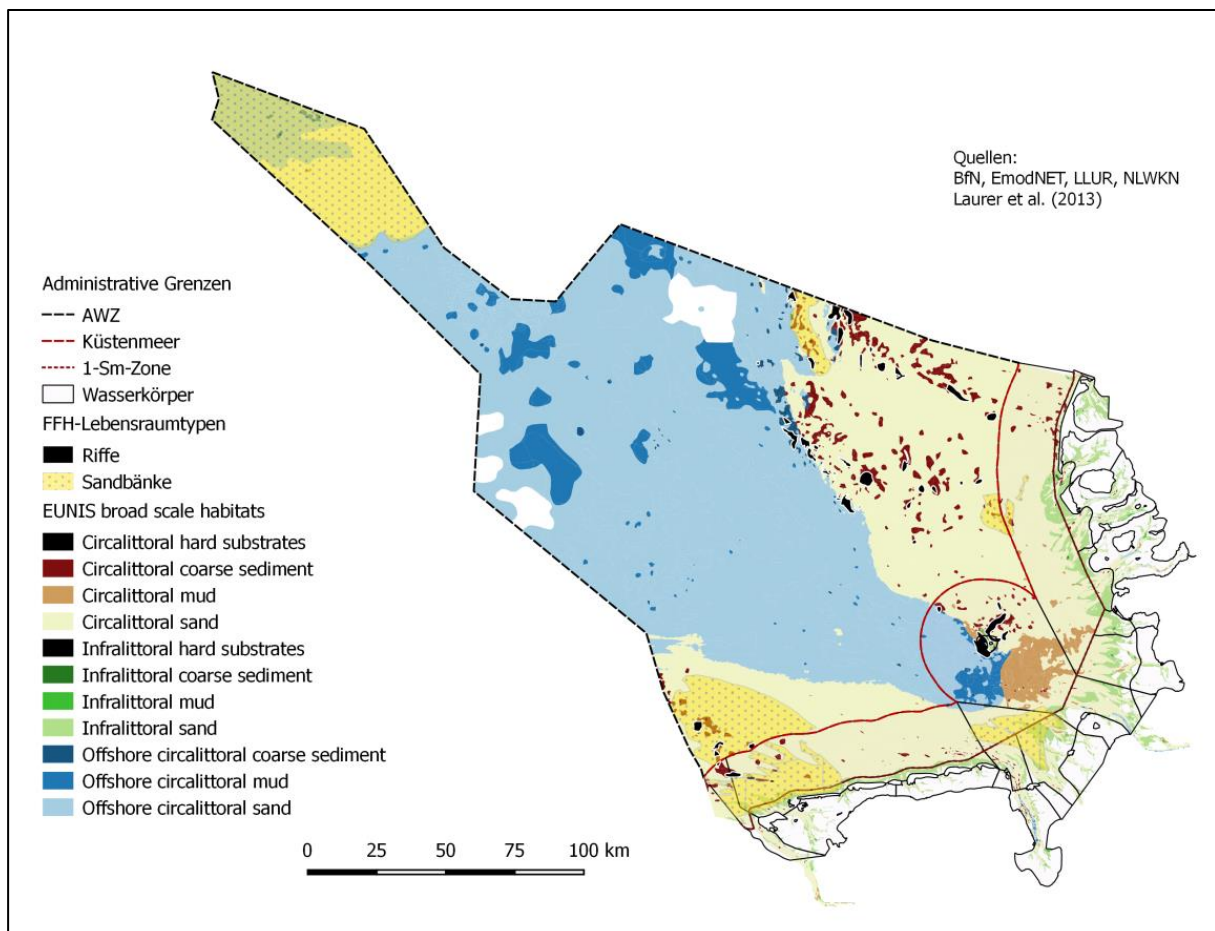 Quellen:
BfN, EmodNET, LLUR, NLWKN
Laurer et al. (2013)
Administrative Grenzen
AWZ
Küstenmeer
1-Sm-Zone
Wasserkörper
FFH-Lebensraumtypen
Riffe
Sandbänke
EUNIS broad scale habitats
Circalittoral hard substrates
Circalittoral coarse sediment
Circalittoral mud
Circalittoral sand
Infralittoral hard substrates
Infralittoral coarse sediment
Infralittoral mud
Infralittoral sand
Offshore circalittoral coarse sediment
Offshore circalittoral mud
Offshore circalittoral sand
0 25 50 75 100 km